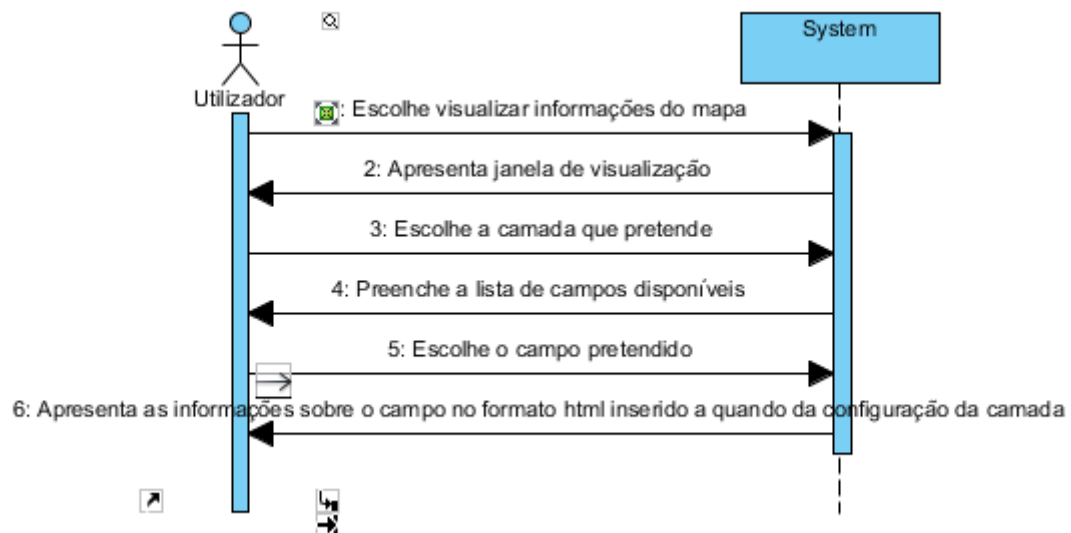 System
Utilizador
: Escolhe visualizar informações do mapa
2: Apresenta janela de visualização
3: Escolhe a camada que pretende
4: Preenche a lista de campos disponíveis
5: Escolhe o campo pretendido
6: Apresenta as informações sobre o campo no formato html inserido a quando da configuração da camada